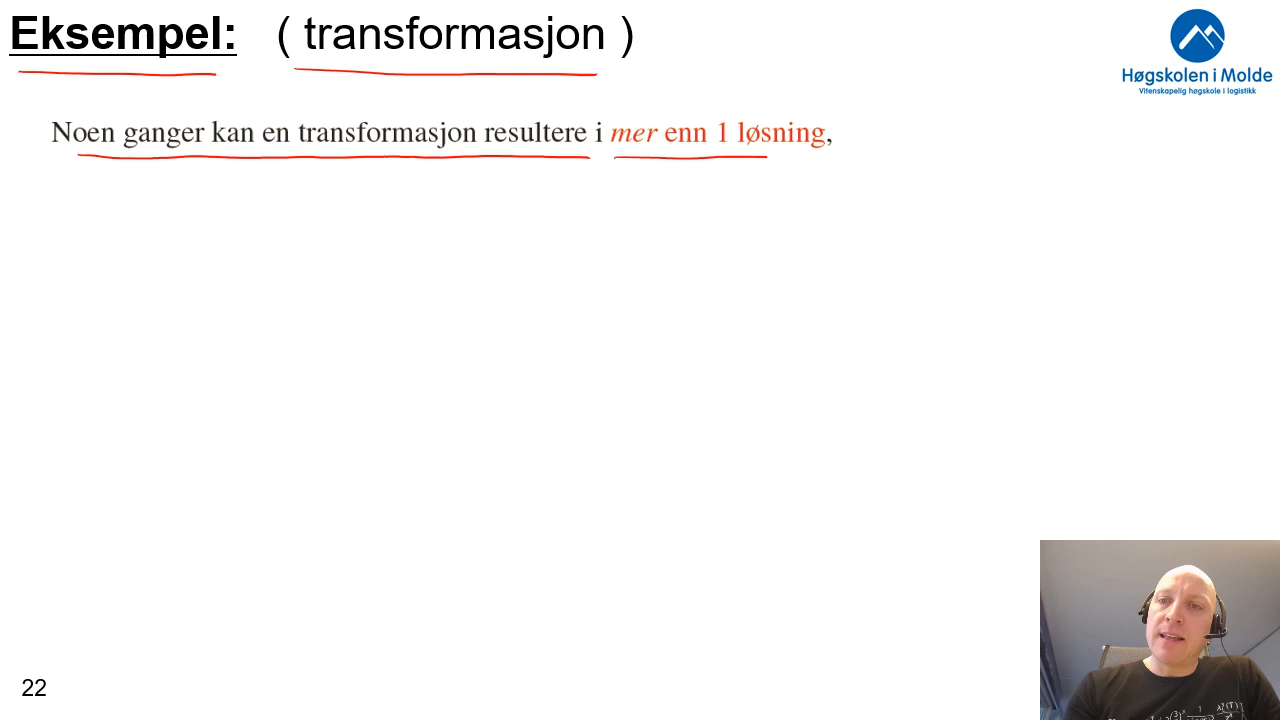 Eksempel: ( transformasjon )
Høgskolen i Molde
Vitenskapelig høgskole i logistikk
Noen ganger kan en transformasjon resultere i mer enn 1 løsning,
22